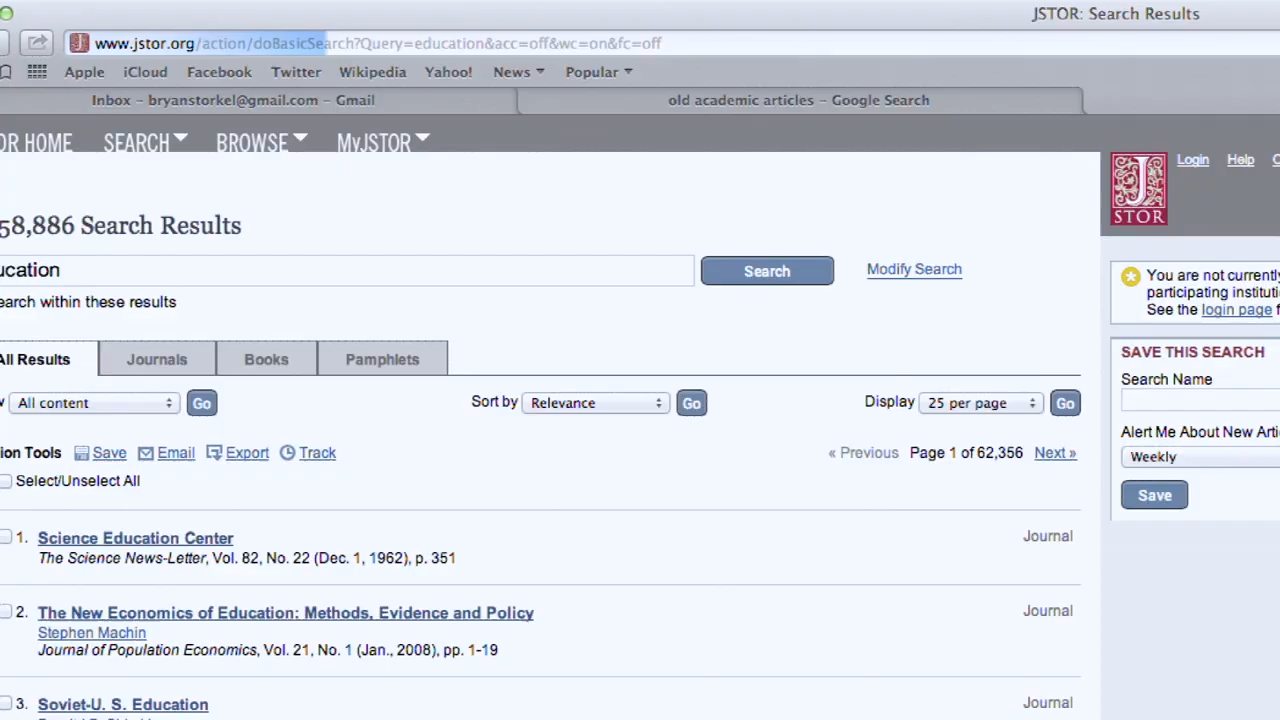 JSTOR: Search Results
www.jstor.org/action/doBasicSearch?Query=education&acc=off&wc=on&fc=off
Apple iCloud Facebook Twitter Wikipedia Yahoo! News Popular
Inbox – bryanstorkel@gmail.com – Gmail old academic articles – Google Search
OR HOME SEARCH BROWSE MyJSTOR
Login Help
J
STOR
58,886 Search Results
ucation Search Modify Search
earch within these results
You are not currently
participating instituti
See the login page f
All Results Journals Books Pamphlets
SAVE THIS SEARCH
Search Name
All content Go Sort by Relevance Go Display 25 per page Go
Alert Me About New Arti
Weekly
ion Tools Save Email Export Track « Previous Page 1 of 62,356 Next »
Select/Unselect All
Save
1. Science Education Center Journal
The Science News-Letter, Vol. 82, No. 22 (Dec. 1, 1962), p. 351
2. The New Economics of Education: Methods, Evidence and Policy Journal
Stephen Machin
Journal of Population Economics, Vol. 21, No. 1 (Jan., 2008), pp. 1-19
3. Soviet-U. S. Education Journal